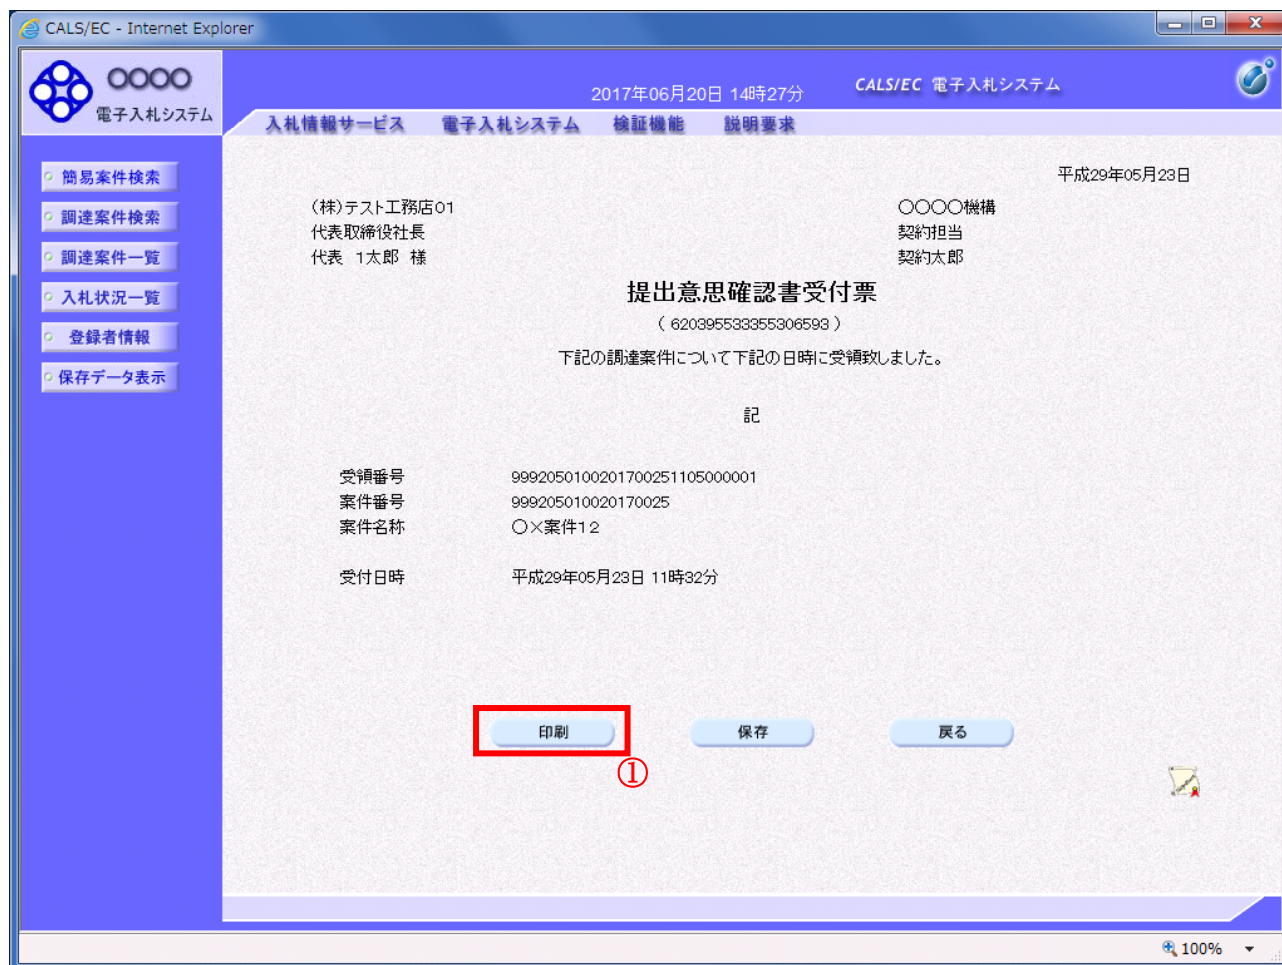 CALS/EC - Internet Explorer
OOOO
電子入札システム
2017年06月20日 14時27分
CALS/EC 電子入札システム
入札情報サービス 電子入札システム 検証機能 説明要求
簡易案件検索
調達案件検索
調達案件一覧
入札状況一覧
登録者情報
保存データ表示
平成29年05月23日
(株)テスト工務店01
代表取締役社長
代表 1太郎 様
〇〇〇〇機構
契約担当
契約太郎
提出意思確認書受付票
( 620395533355306593 )
下記の調達案件について下記の日時に受領致しました。
記
受領番号 9992050100201700251105000001
案件番号 999205010020170025
案件名称 〇×案件12
受付日時 平成29年05月23日 11時32分
印刷 保存 戻る
①
100%